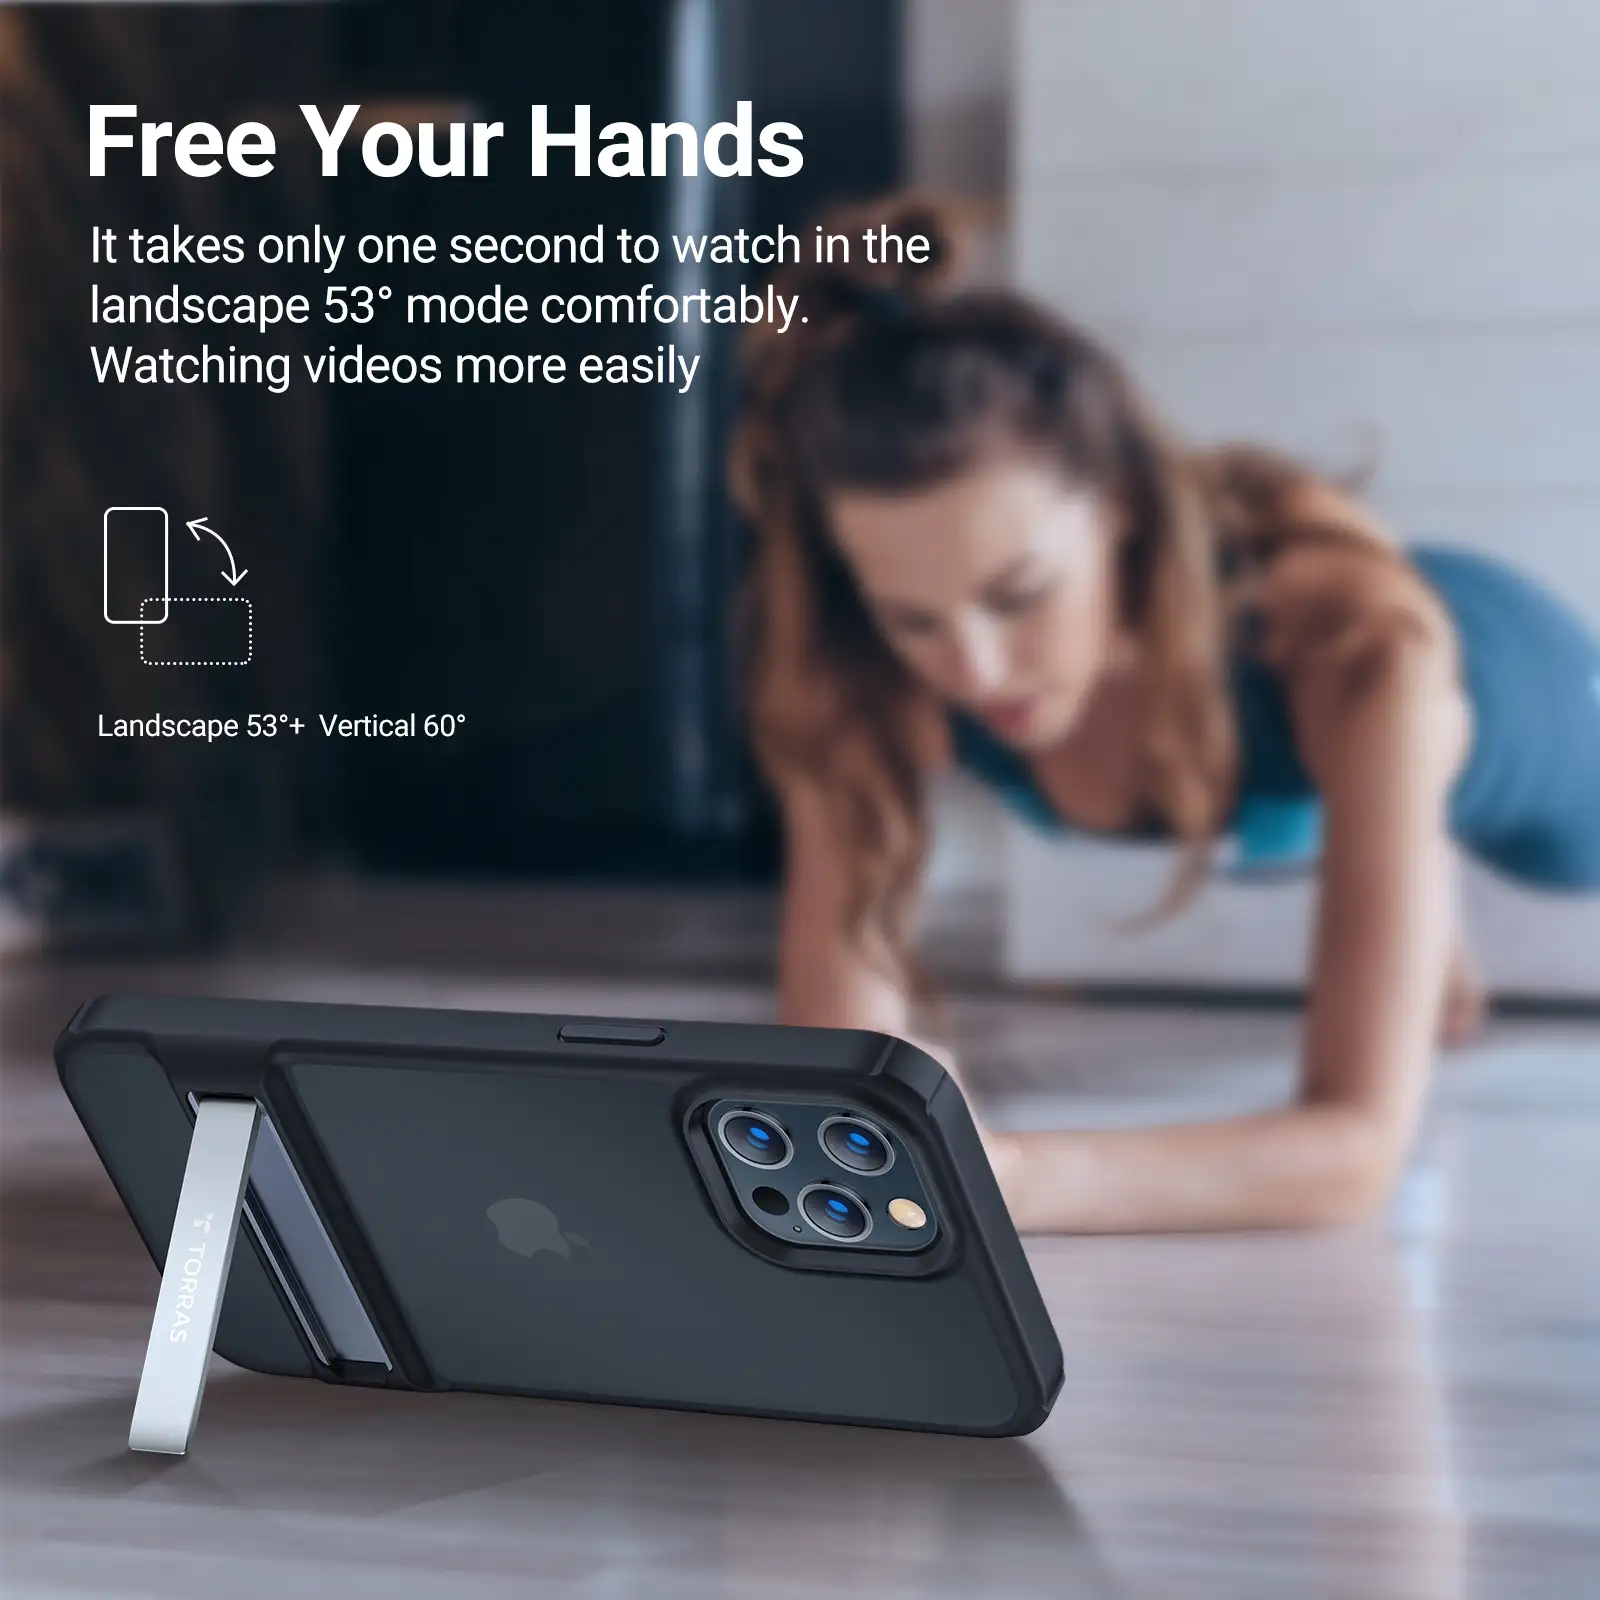 Free Your Hands
It takes only one second to watch in the
landscape 53° mode comfortably.
Watching videos more easily
Landscape 53°+ Vertical 60°
TORRAS